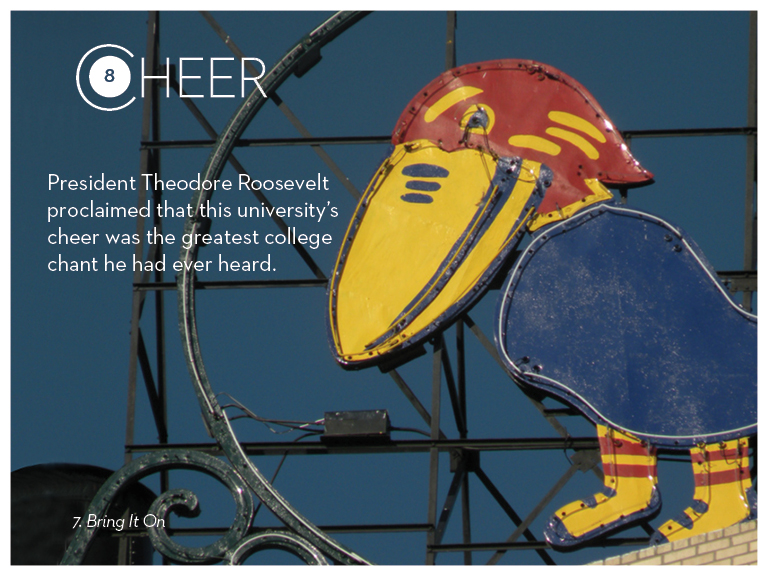 8 CHEER
President Theodore Roosevelt
proclaimed that this university's
cheer was the greatest college
chant he had ever heard.
7. Bring It On